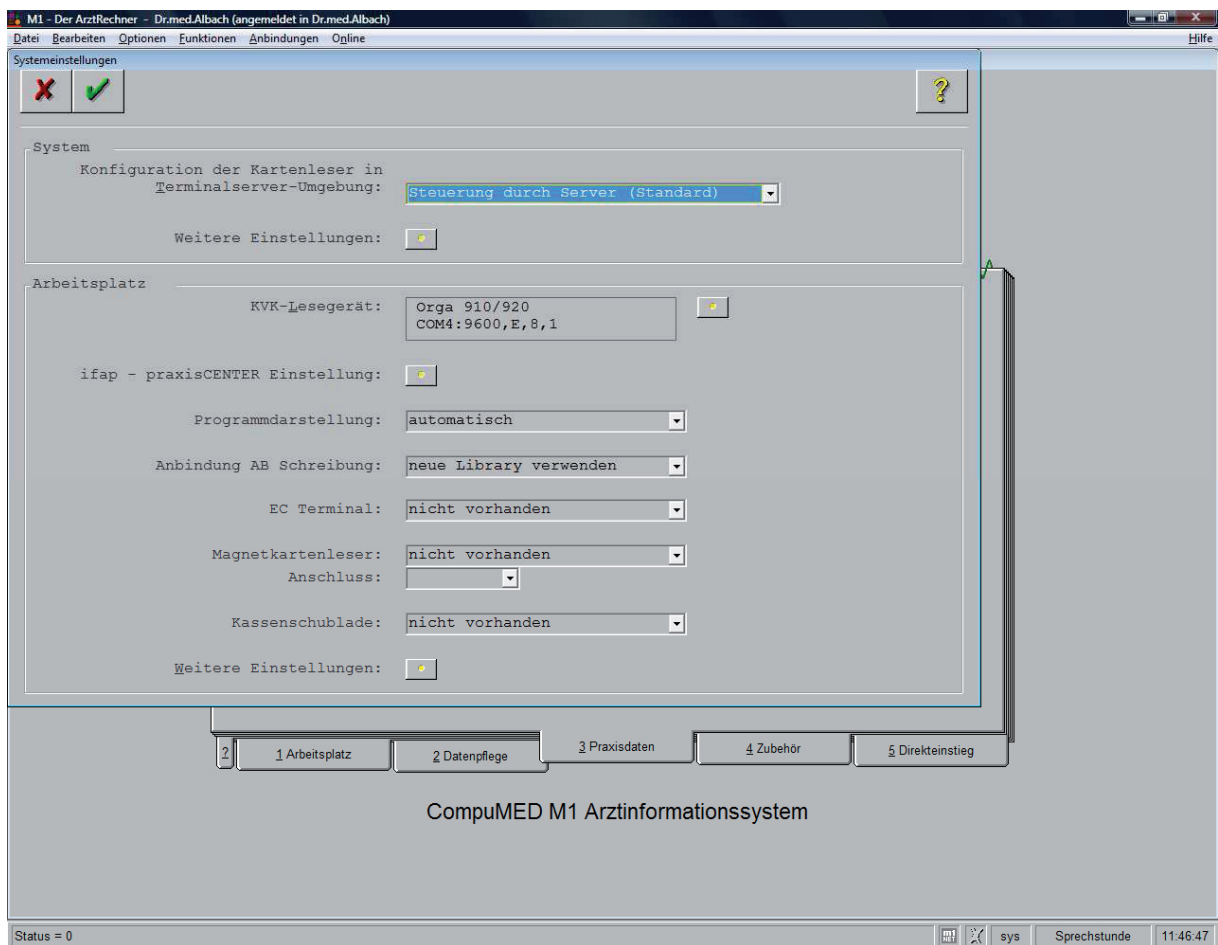 M1 - Der ArztRechner - Dr.med.Albach (angemeldet in Dr.med.Albach)
Datei Bearbeiten Optionen Funktionen Anbindungen Online Hilfe
Systemeinstellungen
?
System
Konfiguration der Kartenleser in
Terminalserver-Umgebung: Steuerung durch Server (Standard)
Weitere Einstellungen:
Arbeitsplatz
KVK-Lesegerät: Orga 910/920
COM4:9600,E,8,1
ifap - praxisCENTER Einstellung:
Programmdarstellung: automatisch
Anbindung AB Schreibung: neue Library verwenden
EC Terminal: nicht vorhanden
Magnetkartenleser: nicht vorhanden
Anschluss:
Kassenschublade: nicht vorhanden
Weitere Einstellungen:
? 1 Arbeitsplatz 2 Datenpflege 3 Praxisdaten 4 Zubehör 5 Direkteinstieg
CompuMED M1 Arztinformationssystem
Status = 0 m1 NET sys Sprechstunde 11:46:47